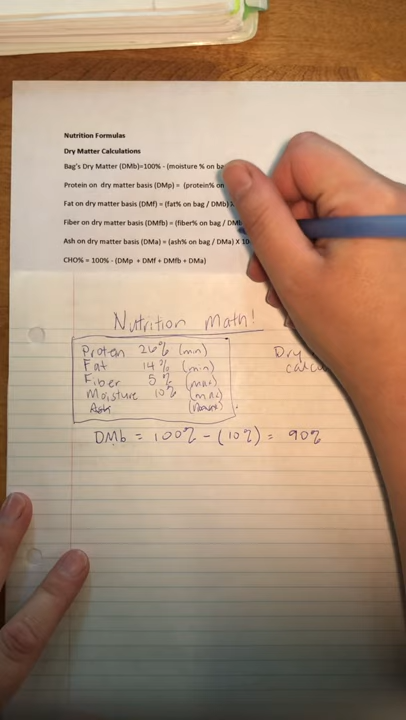 Nutrition Formulas
Dry Matter Calculations
Bag's Dry Matter (DMb)=100% - (moisture % on ba
Protein on dry matter basis (DMp) = (protein% on
Fat on dry matter basis (DMf) = (fat% on bag / DMb) X
Fiber on dry matter basis (DMfb) = (fiber% on bag / DMb
Ash on dry matter basis (DMa) = (ash% on bag / DMa) X 10
CHO% = 100% - (DMp + DMf + DMfb + DMa)
Nutrition Math!
Protein 26% (min)
Fat 14% (min)
Fiber 5% (max)
Moisture 10% (max)
Ash
Dry
calcu
DMb = 100% - (10%) = 90%